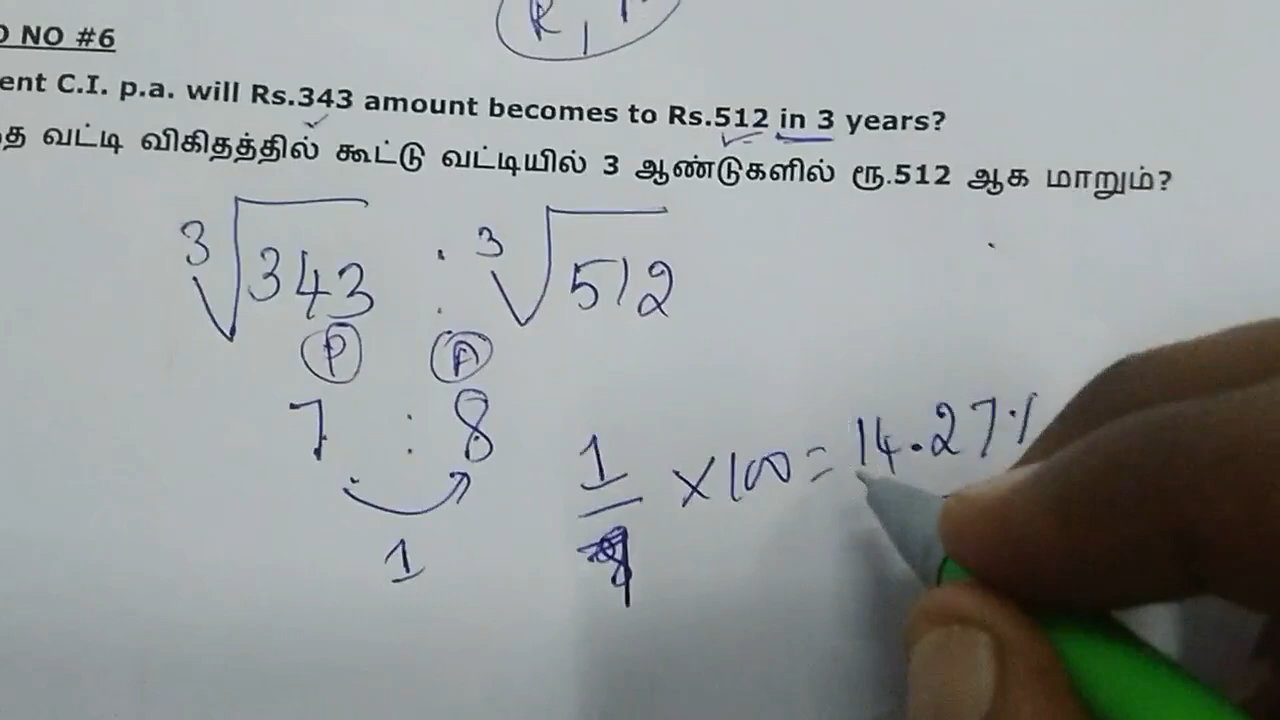 NO #6
ent C.I. p.a. will Rs.343 amount becomes to Rs.512 in 3 years?
த வட்டி விகிதத்தில் கூட்டு வட்டியில் 3 ஆண்டுகளில் ரூ.512 ஆக மாறும்?
3√343 : 3√512
P A
7 : 8
1/7 ×100 = 14.27%
1